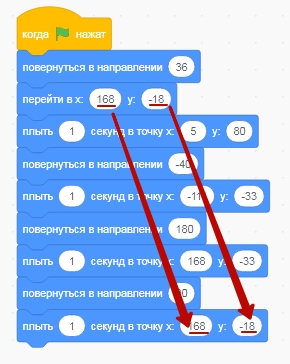 когда нажат
повернуться в направлении 36
перейти в x: 168 y: -18
плыть 1 секунд в точку x: 5 y: 80
повернуться в направлении -40
плыть 1 секунд в точку x: y: -33
повернуться в направлении 180
плыть 1 секунд в точку x: 168 y: -33
повернуться в направлении
плыть 1 секунд в точку x: 168 y: -18